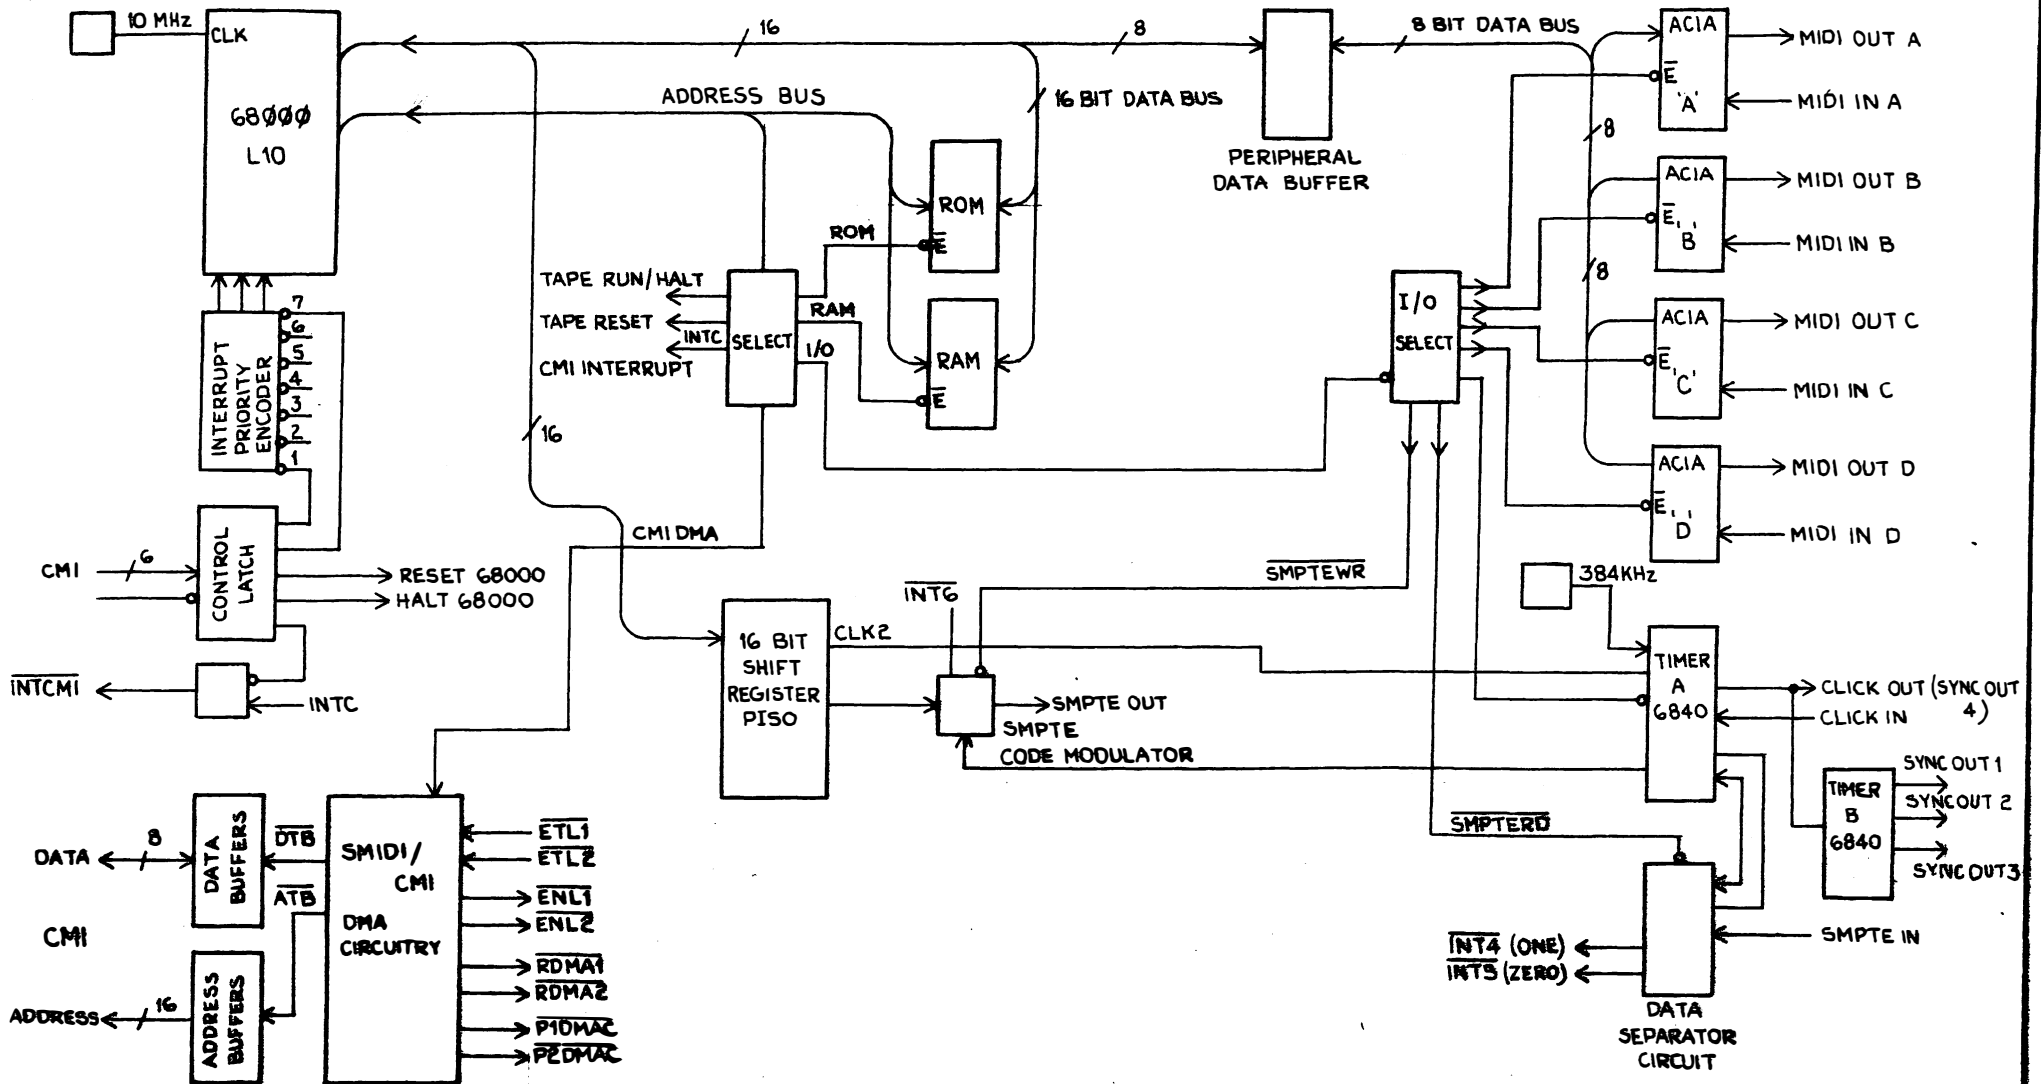 10 MHz
CLK
68000
L10
16
8
8 BIT DATA BUS
ADDRESS BUS
16 BIT DATA BUS
PERIPHERAL
DATA BUFFER
ACIA
E
'A'
MIDI OUT A
MIDI IN A
8
ACIA
E
'B'
MIDI OUT B
MIDI IN B
8
ACIA
E
'C'
MIDI OUT C
MIDI IN C
ACIA
E
'D'
MIDI OUT D
MIDI IN D
ROM
E
ROM
RAM
E
RAM
I/O
TAPE RUN/HALT
TAPE RESET
INTC
CMI INTERRUPT
SELECT
I/O
SELECT
INTERRUPT
PRIORITY
ENCODER
7
6
5
4
3
2
1
16
CMI DMA
CMI
6
CONTROL
LATCH
RESET 68000
HALT 68000
INTCMI
INTC
16 BIT
SHIFT
REGISTER
PISO
CLK2
INT6
SMPTEWR
SMPTE OUT
SMPTE
CODE MODULATOR
384KHz
TIMER
A
6840
CLICK OUT (SYNC OUT
4)
CLICK IN
TIMER
B
6840
SYNC OUT 1
SYNC OUT 2
SYNC OUT 3
SMPTERD
SMPTE IN
INT4 (ONE)
INT5 (ZERO)
DATA
SEPARATOR
CIRCUIT
DATA
8
DATA
BUFFERS
DTB
ATB
CMI
ADDRESS
16
ADDRESS
BUFFERS
SMIDI/
CMI
DMA
CIRCUITRY
ETL1
ETL2
ENL1
ENL2
RDMA1
RDMA2
P1DMAC
P2DMAC